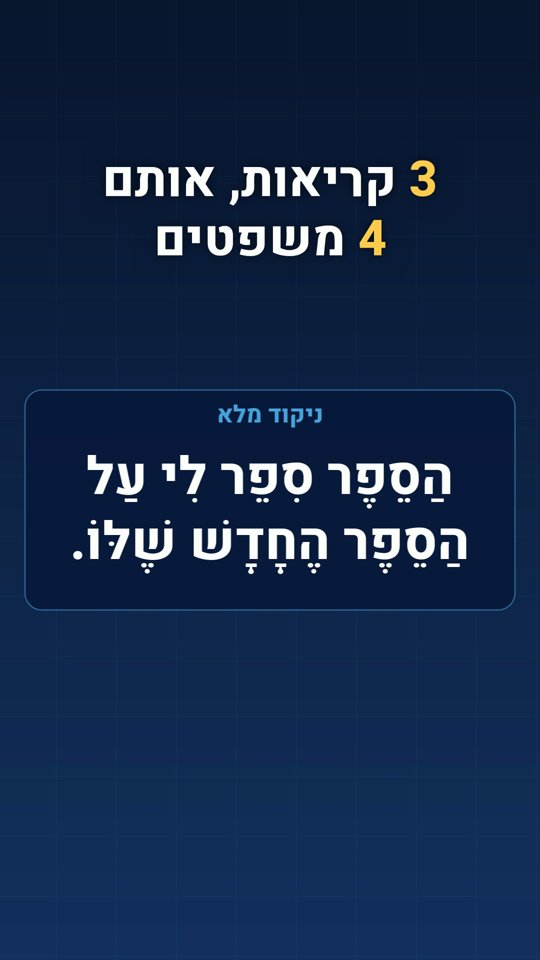 3 קריאות, אותם
4 משפטים
ניקוד מלא
הַסֵפֶר סִפֵר לִי עַל
הַסֵפֶר הֶחָדָשׁ שֶׁלּוֹ.